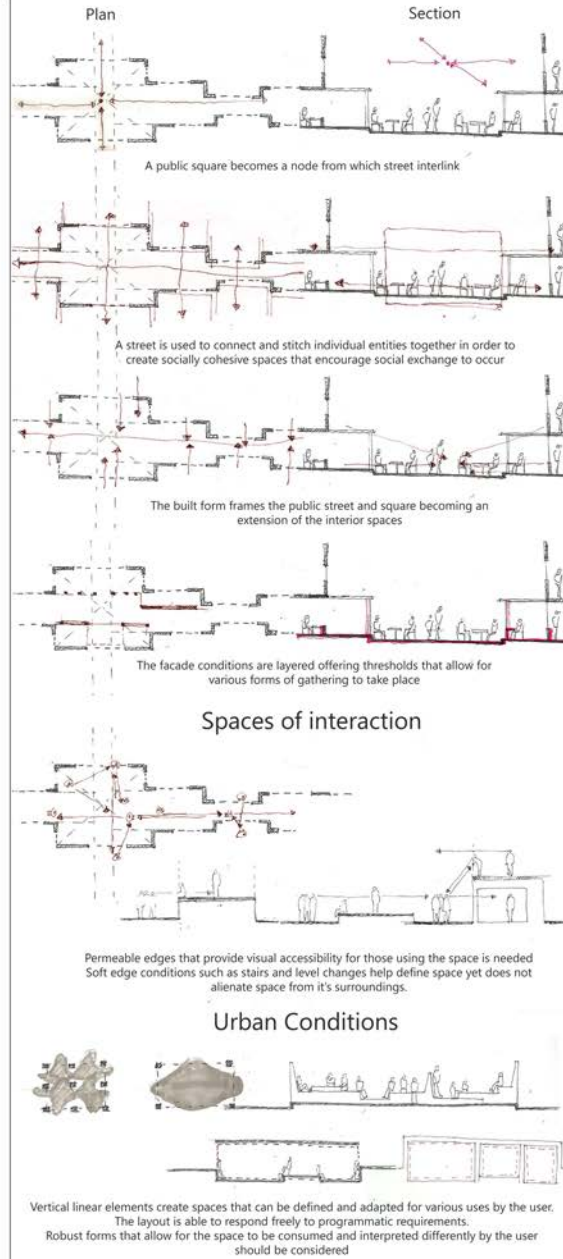 Plan
Section
A public square becomes a node from which street interlink
A street is used to connect and stitch individual entities together in order to
create socially cohesive spaces that encourage social exchange to occur
The built form frames the public street and square becoming an
extension of the interior spaces
The facade conditions are layered offering thresholds that allow for
various forms of gathering to take place
Spaces of interaction
Permeable edges that provide visual accessibility for those using the space is needed
Soft edge conditions such as stairs and level changes help define space yet does not
alienate space from it's surroundings.
Urban Conditions
Vertical linear elements create spaces that can be defined and adapted for various uses by the user.
The layout is able to respond freely to programmatic requirements.
Robust forms that allow for the space to be consumed and interpreted differently by the user
should be considered